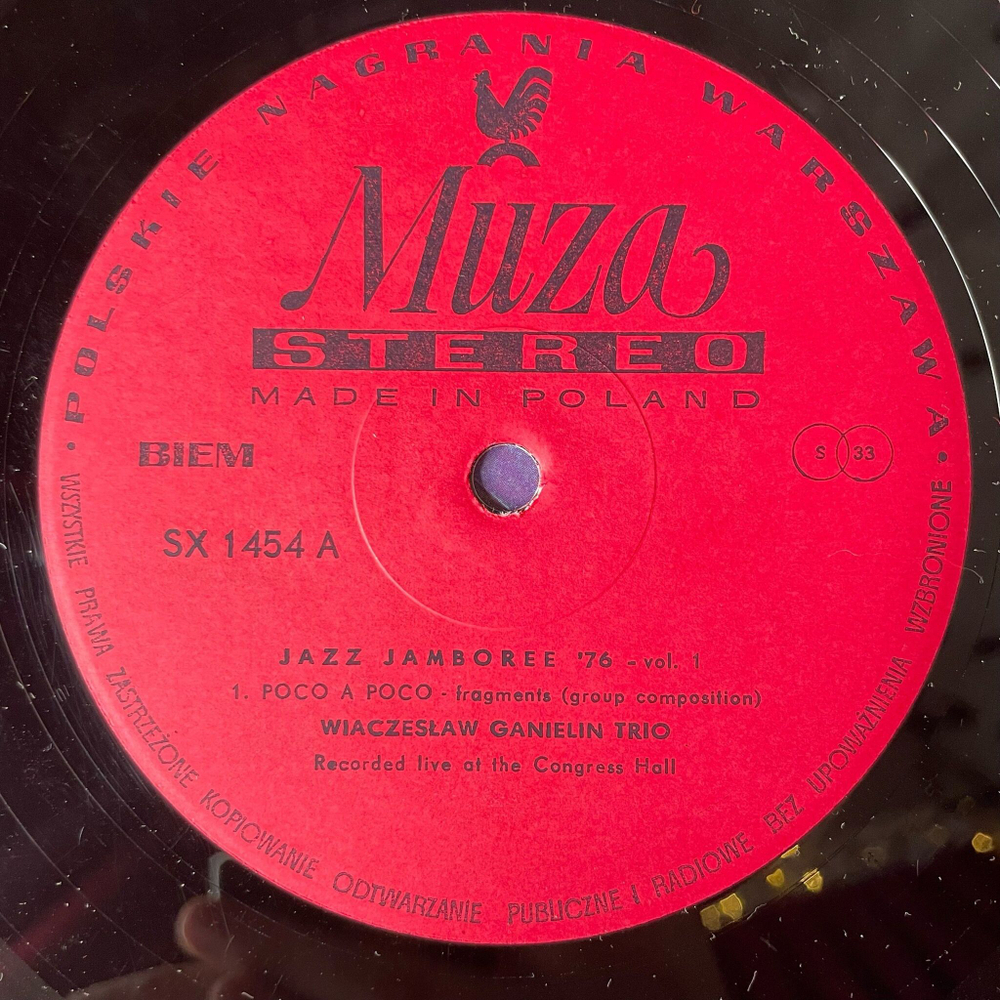 • POLSKIE NAGRANIA WARSZAWA •
Muza
STEREO
MADE IN POLAND
BIEM
S 33
SX 1454 A
JAZZ JAMBOREE '76 - vol. 1
1. POCO A POCO - fragments (group composition)
WIACZESŁAW GANIELIN TRIO
Recorded live at the Congress Hall
WSZYSTKIE PRAWA ZASTRZEŻONE KOPIOWANIE ODTWARZANIE PUBLICZNE I RADIOWE BEZ UPOWAŻNIENIA WZBRONIONE